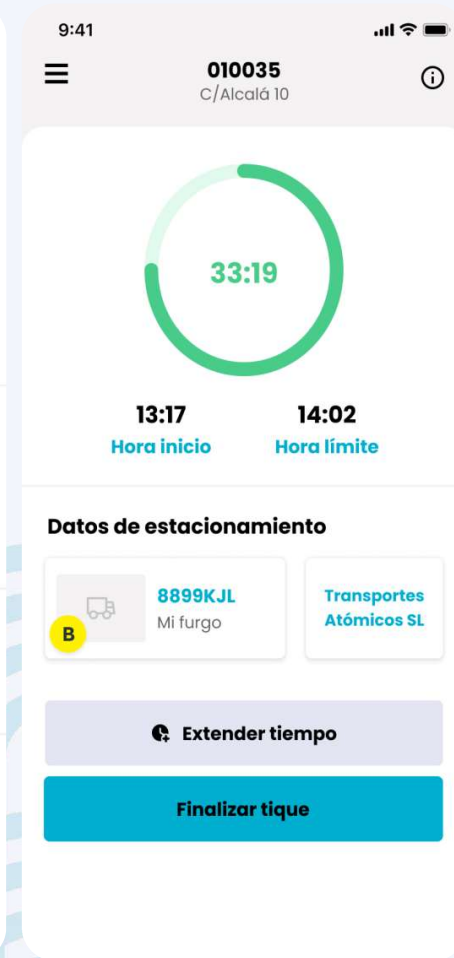 9:41
010035
C/Alcalá 10
33:19
13:17
14:02
Hora inicio
Hora límite
Datos de estacionamiento
B
8899KJL
Mi furgo
Transportes
Atómicos SL
Extender tiempo
Finalizar tique